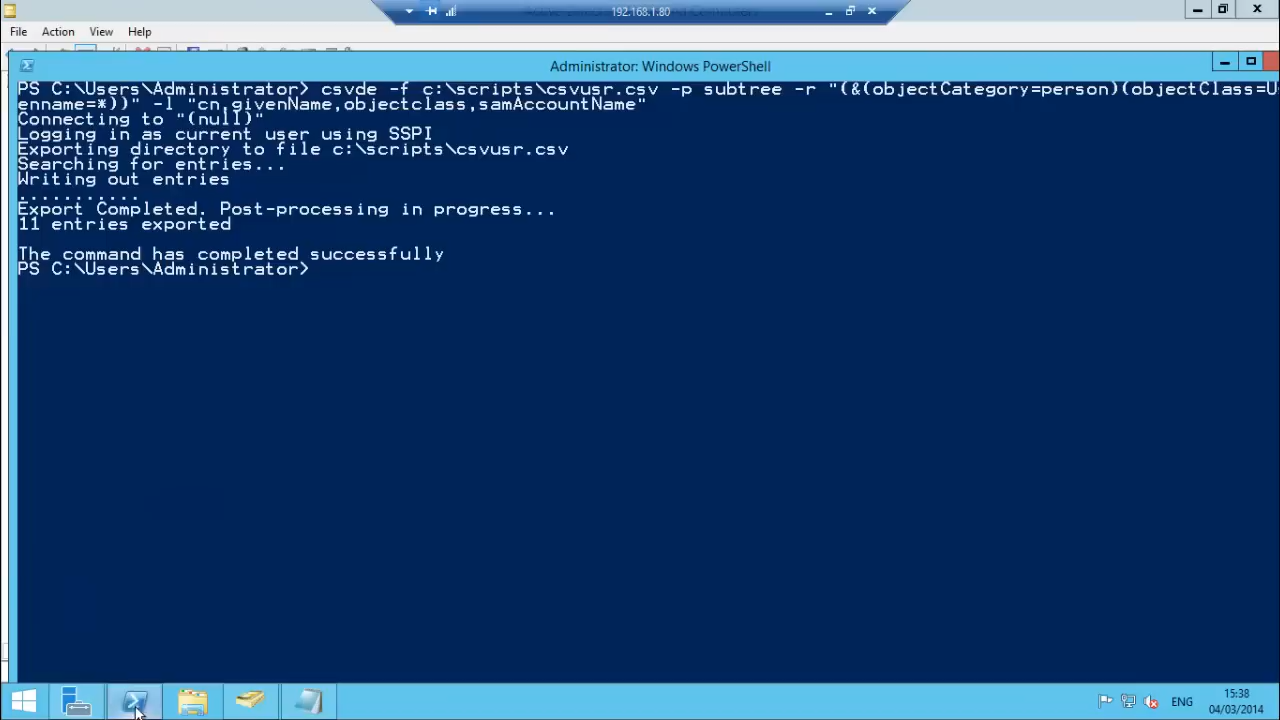 192.168.1.80
File Action View Help
Administrator: Windows PowerShell
PS C:\Users\Administrator> csvde -f c:\scripts\csvusr.csv -p subtree -r "(&(objectCategory=person)(objectClass=U
enname=*))" -l "cn,givenName,objectclass,samAccountName"
Connecting to "(null)"
Logging in as current user using SSPI
Exporting directory to file c:\scripts\csvusr.csv
Searching for entries...
Writing out entries
...........
Export Completed. Post-processing in progress...
11 entries exported
The command has completed successfully
PS C:\Users\Administrator>
ENG
15:38
04/03/2014